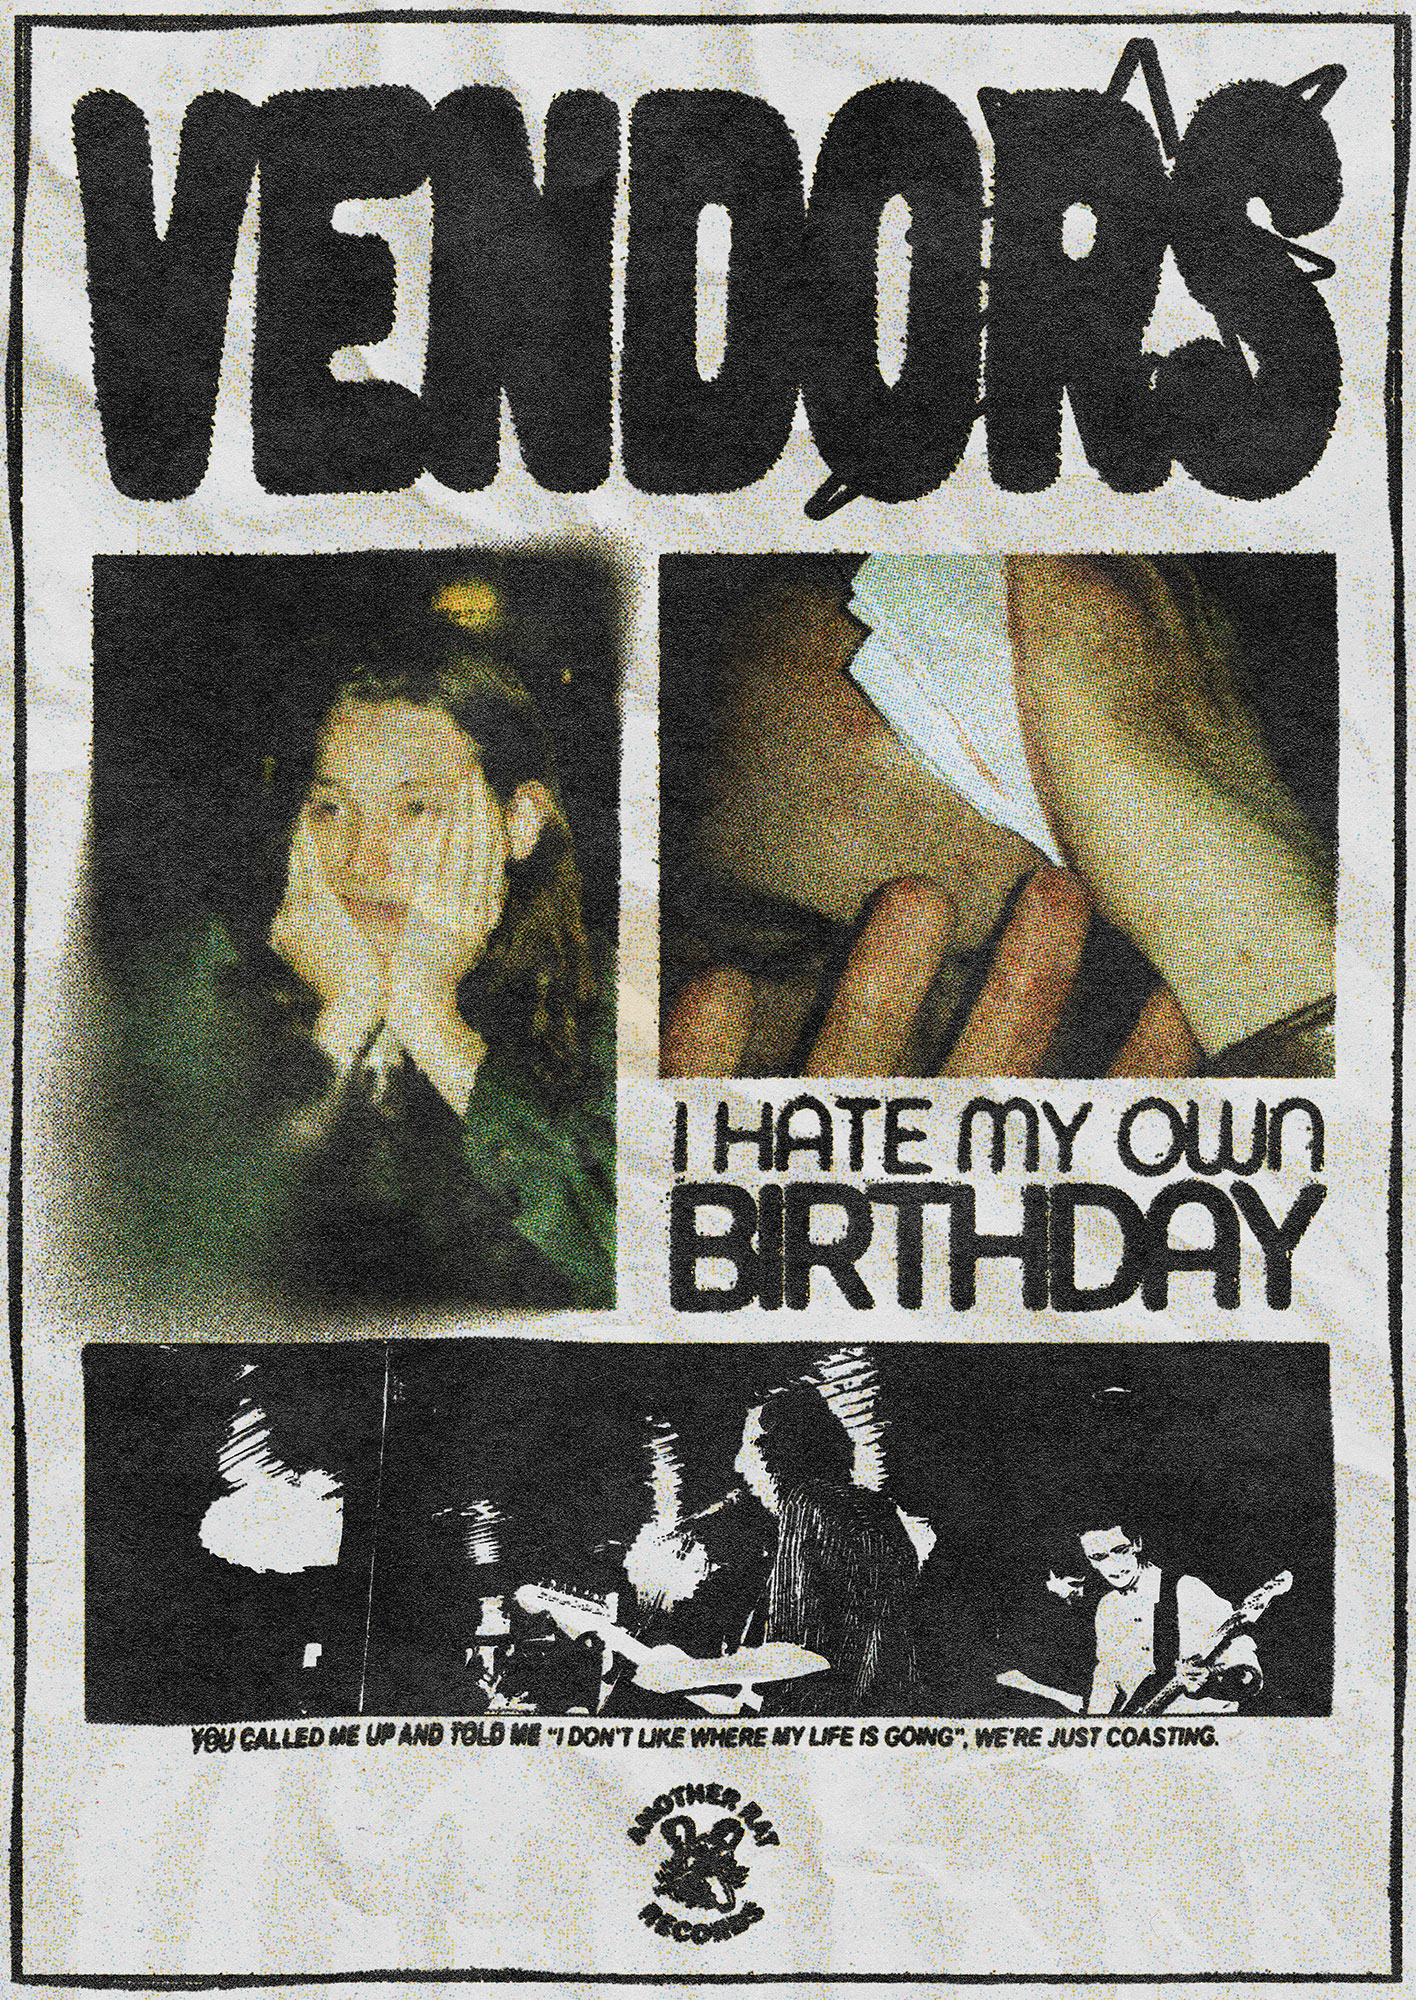 VENDORS
I HATE MY OWN
BIRTHDAY
YOU CALLED ME UP AND TOLD ME “I DON'T LIKE WHERE MY LIFE IS GOING”, WE'RE JUST COASTING.
ANOTHER RAT
RECORDS